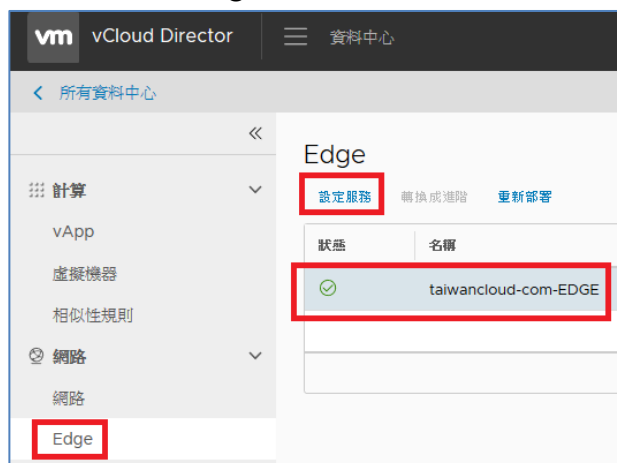 vm vCloud Director 資料中心
所有資料中心
Edge
設定服務 轉換成進階 重新部署
狀態 名稱
taiwancloud-com-EDGE
計算
vApp
虛擬機器
相似性規則
網路
網路
Edge